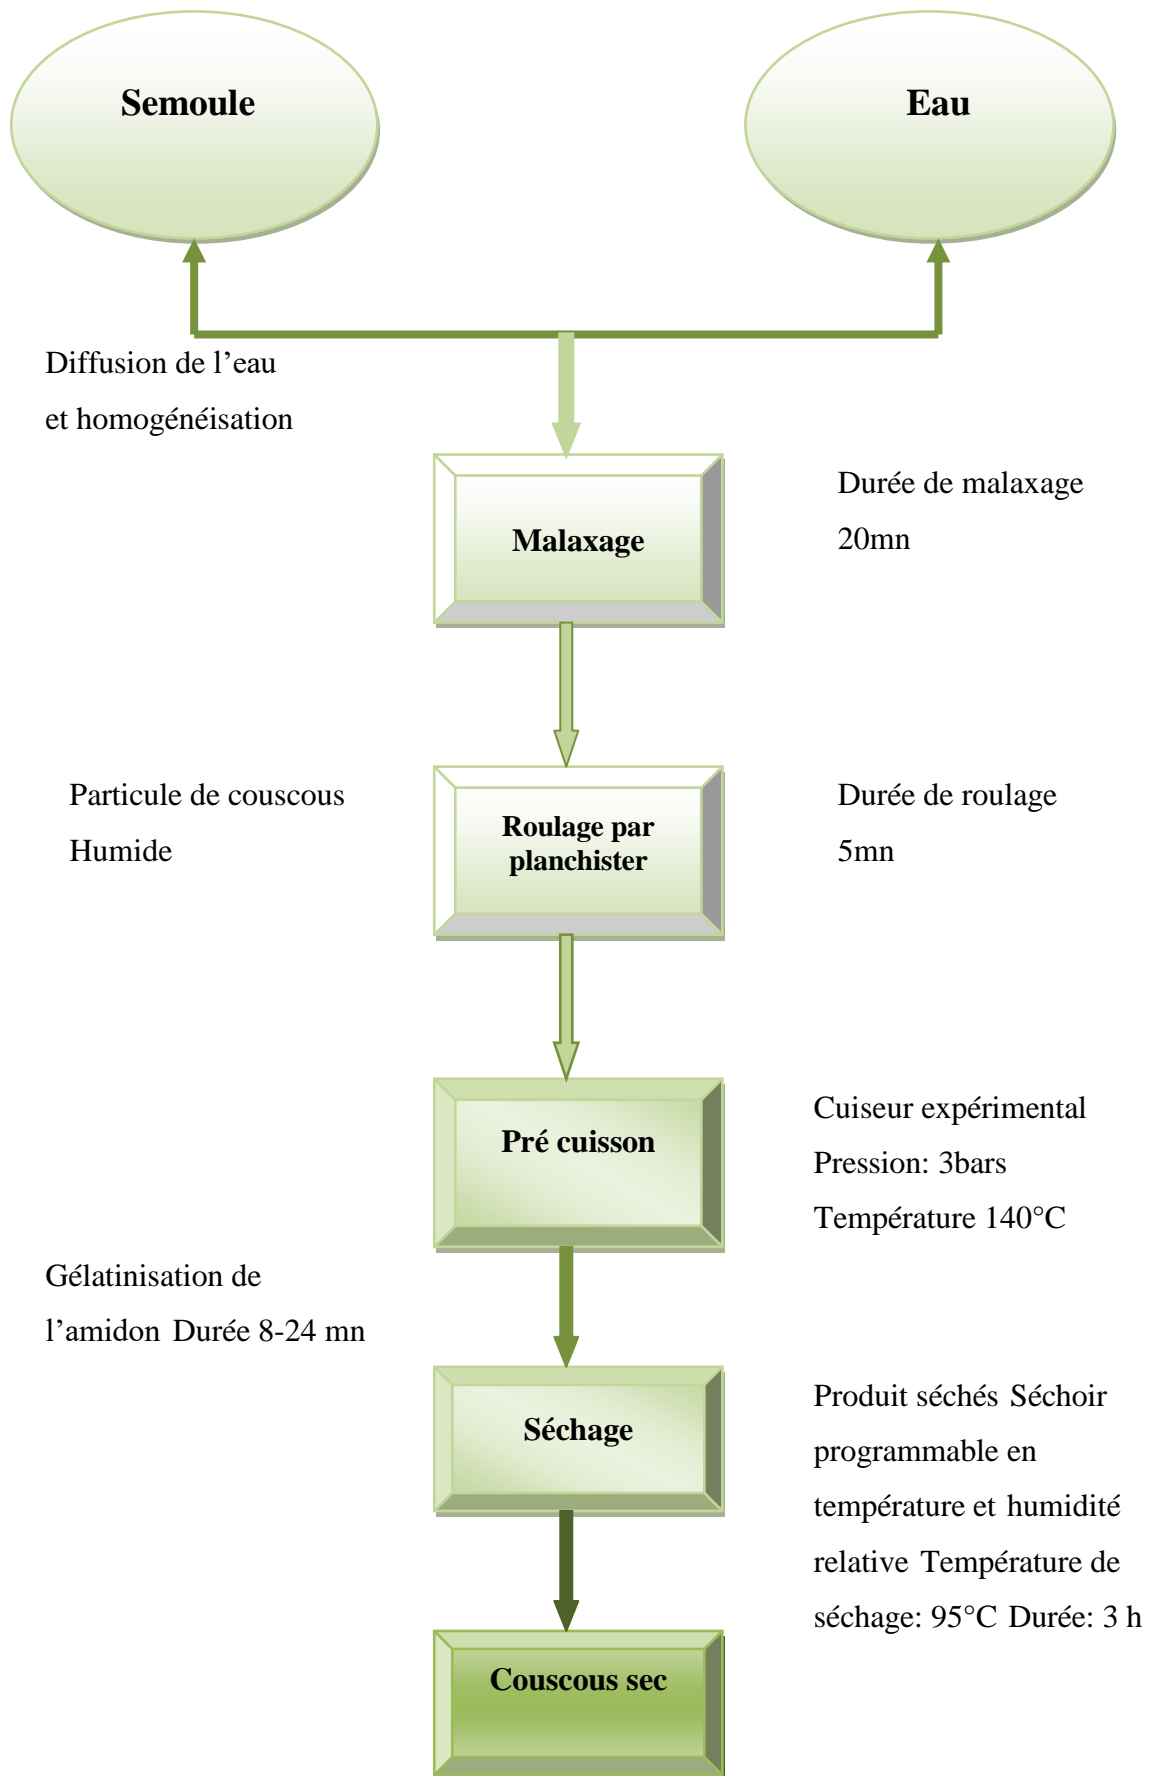 Semoule
Eau
Diffusion de l’eau
et homogénéisation
Malaxage
Durée de malaxage
20mn
Particule de couscous
Humide
Roulage par
planchister
Durée de roulage
5mn
Pré cuisson
Cuiseur expérimental
Pression: 3bars
Température 140°C
Gélatinisation de
l’amidon Durée 8-24 mn
Séchage
Produit séchés Séchoir
programmable en
température et humidité
relative Température de
séchage: 95°C Durée: 3 h
Couscous sec